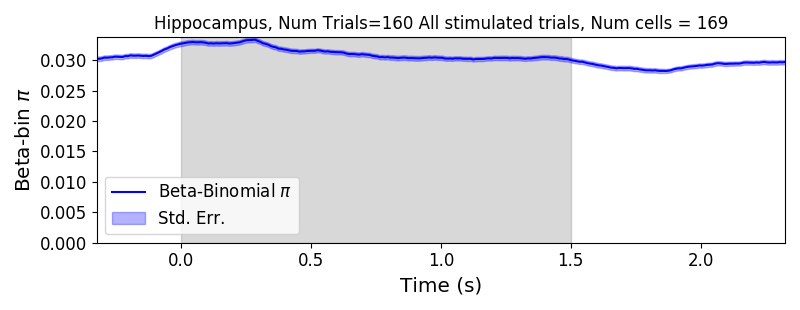 Hippocampus, Num Trials=160 All stimulated trials, Num cells = 169
Beta-bin π
0.030
0.025
0.020
0.015
0.010
0.005
0.000
Beta-Binomial π
Std. Err.
0.0 0.5 1.0 1.5 2.0
Time (s)